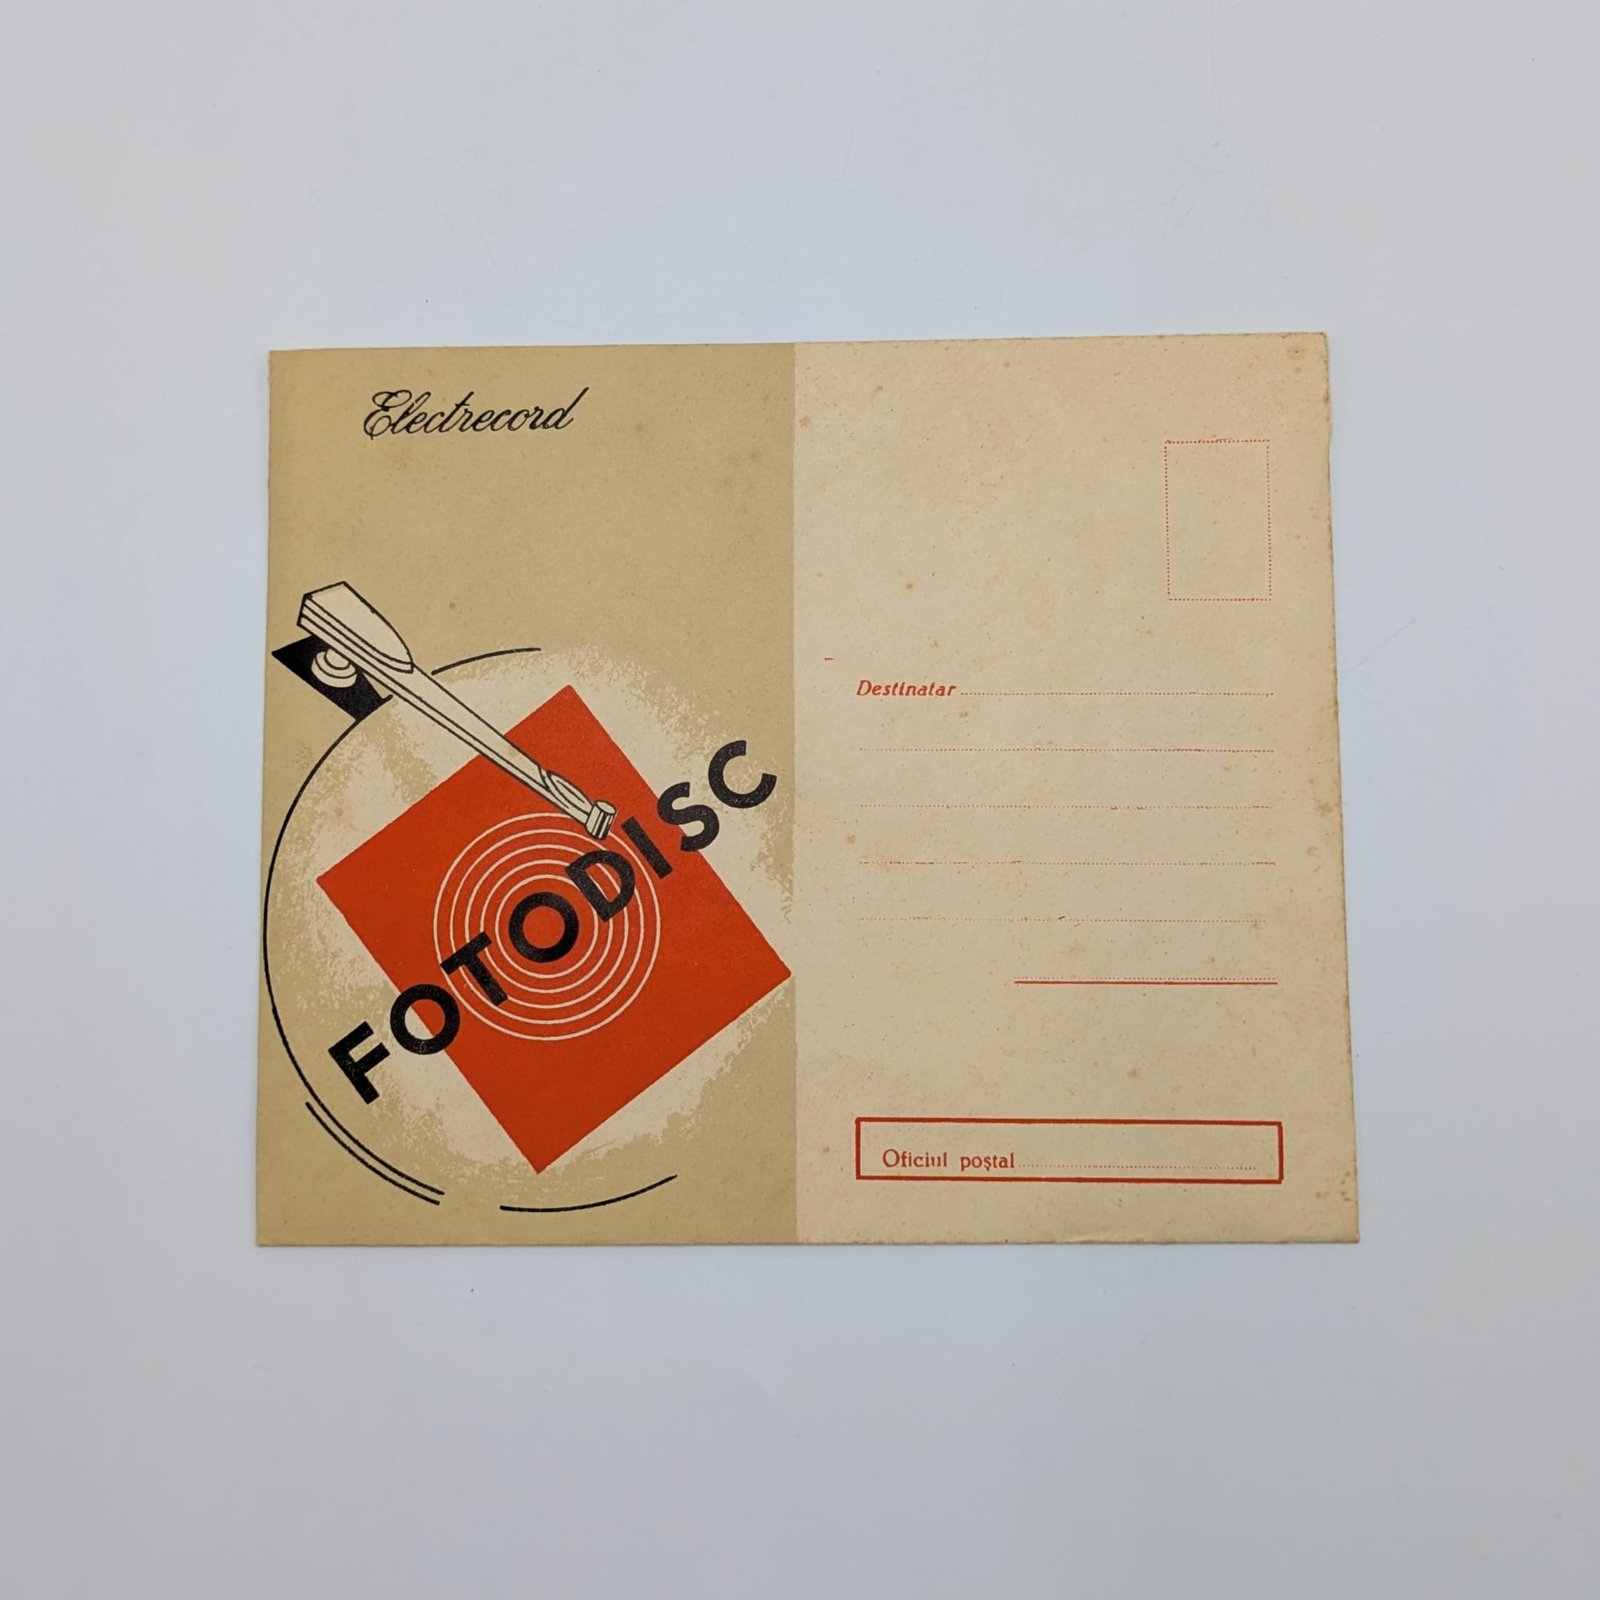 Electrecord
FOTODISC
Destinatar
Oficiul poștal